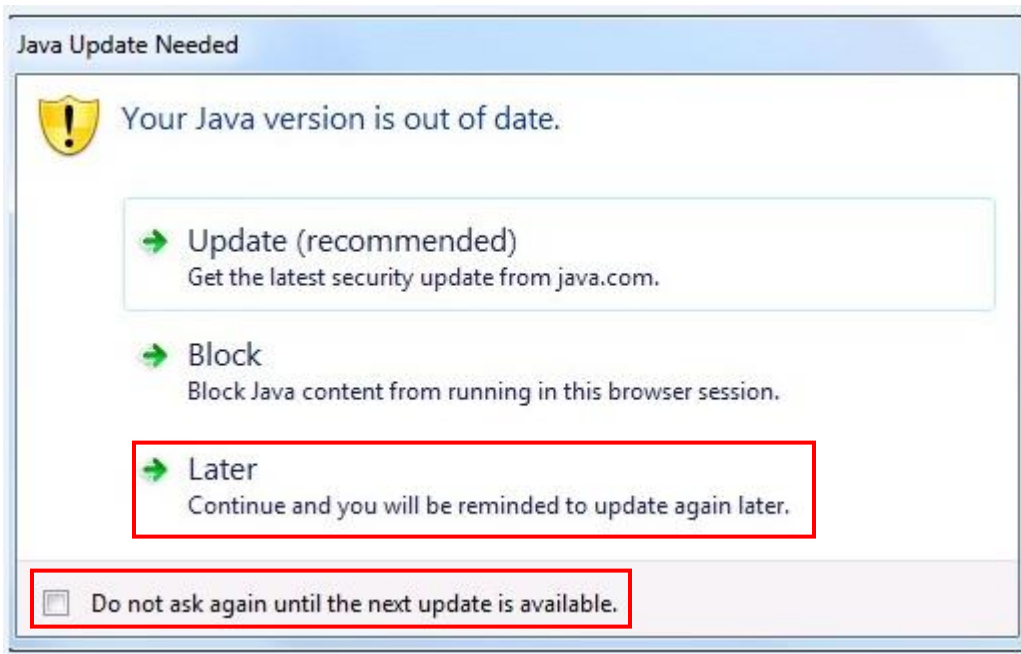 Java Update Needed
Your Java version is out of date.
Update (recommended)
Get the latest security update from java.com.
Block
Block Java content from running in this browser session.
Later
Continue and you will be reminded to update again later.
Do not ask again until the next update is available.